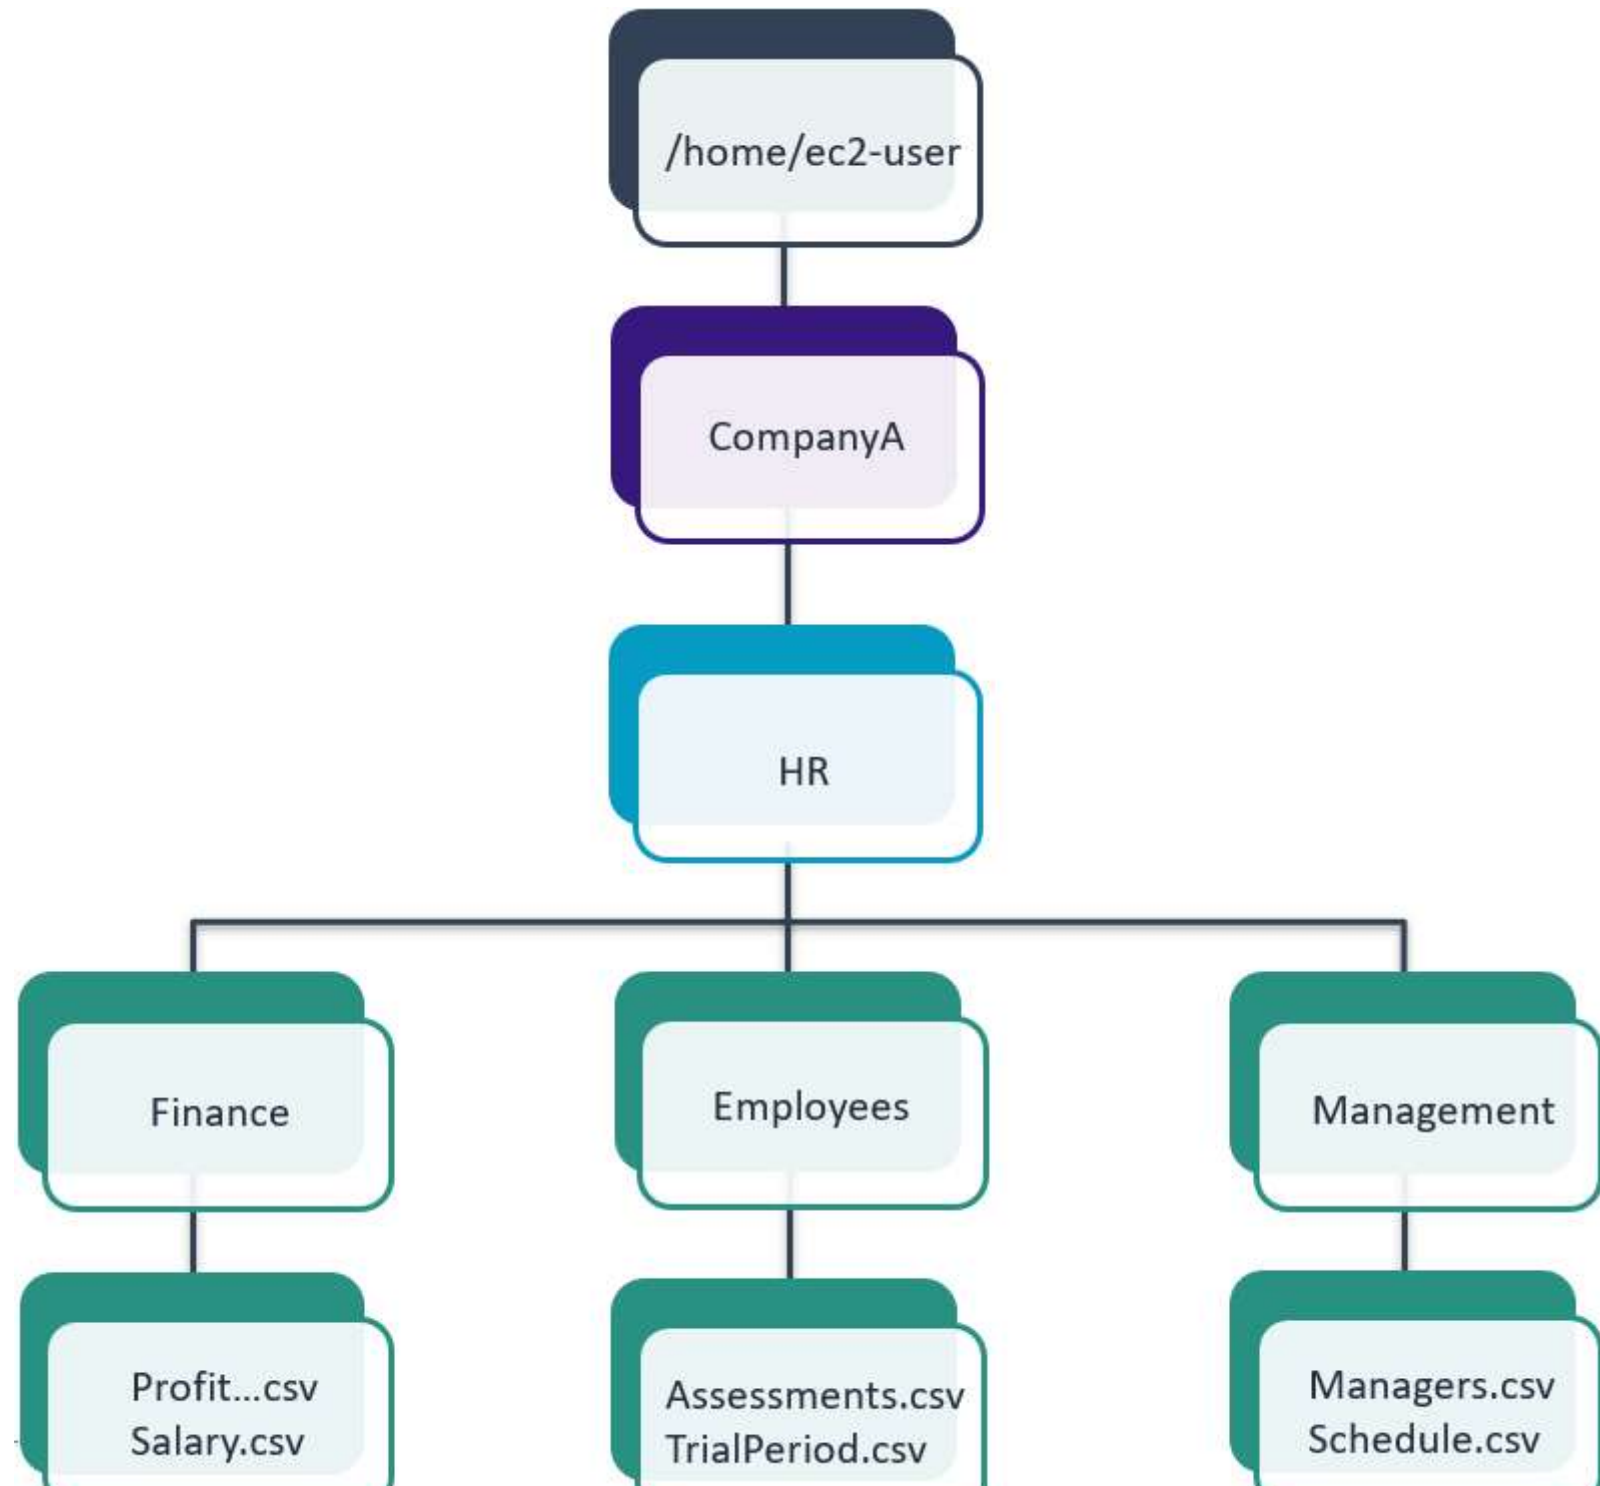 /home/ec2-user
CompanyA
HR
Finance
Employees
Management
Profit...csv
Salary.csv
Assessments.csv
TrialPeriod.csv
Managers.csv
Schedule.csv